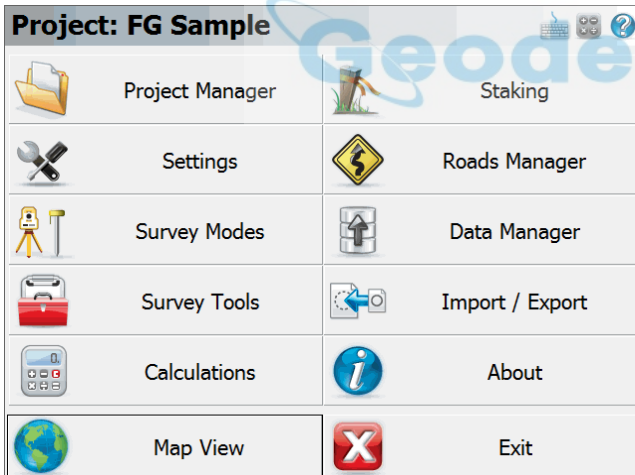 Project: FG Sample
Geode
Project Manager
Staking
Settings
Roads Manager
Survey Modes
Data Manager
Survey Tools
Import / Export
0.
Calculations
About
Map View
Exit